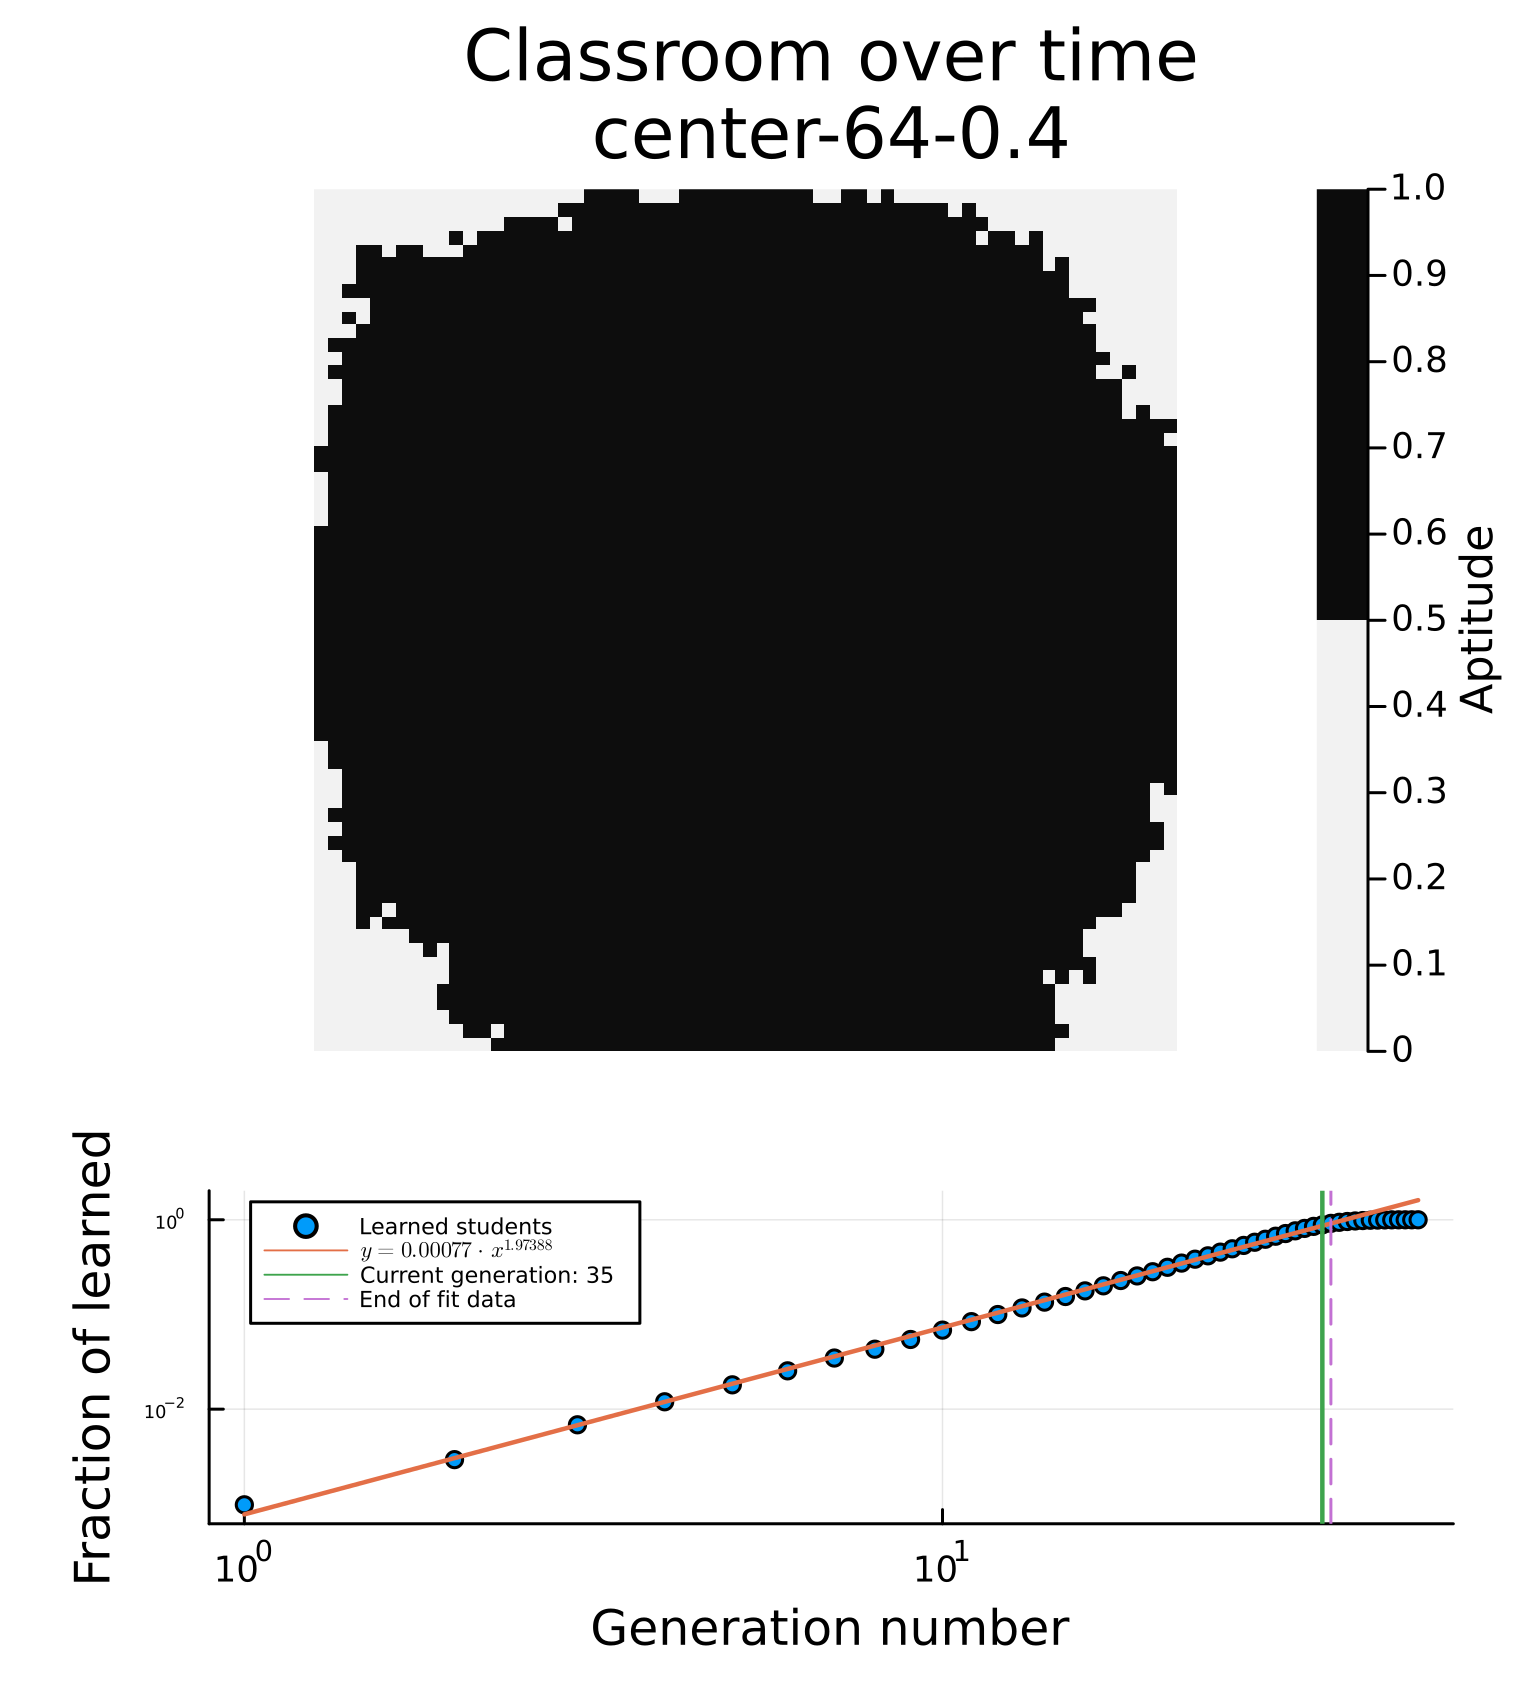 Classroom over time
center-64-0.4
1.0
0.9
0.8
0.7
0.6
0.5
0.4
0.3
0.2
0.1
0
Aptitude
Fraction of learned
10⁰
10⁻²
Learned students
y = 0.00077 · x^1.97388
Current generation: 35
End of fit data
10⁰
10¹
Generation number